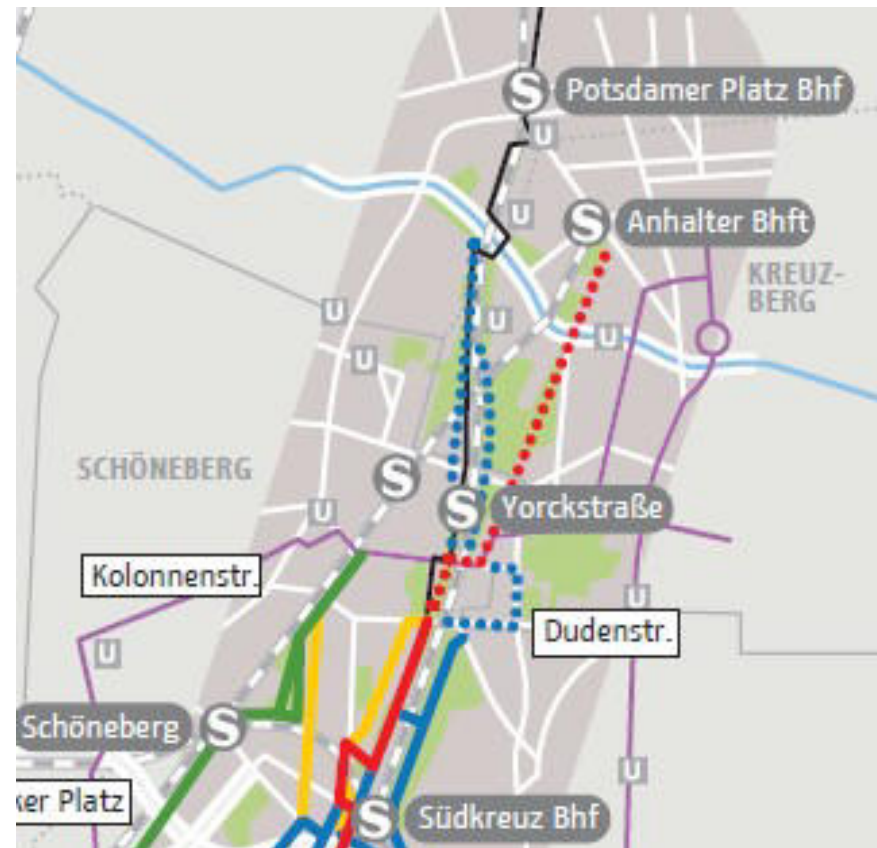 S Potsdamer Platz Bhf
U
U
S Anhalter Bhft
KREUZ-
BERG
U
U
U
U
SCHÖNEBERG
S
S Yorckstraße
U
Kolonnenstr.
U
Dudenstr.
U
Schöneberg S
U
ker Platz
S Südkreuz Bhf